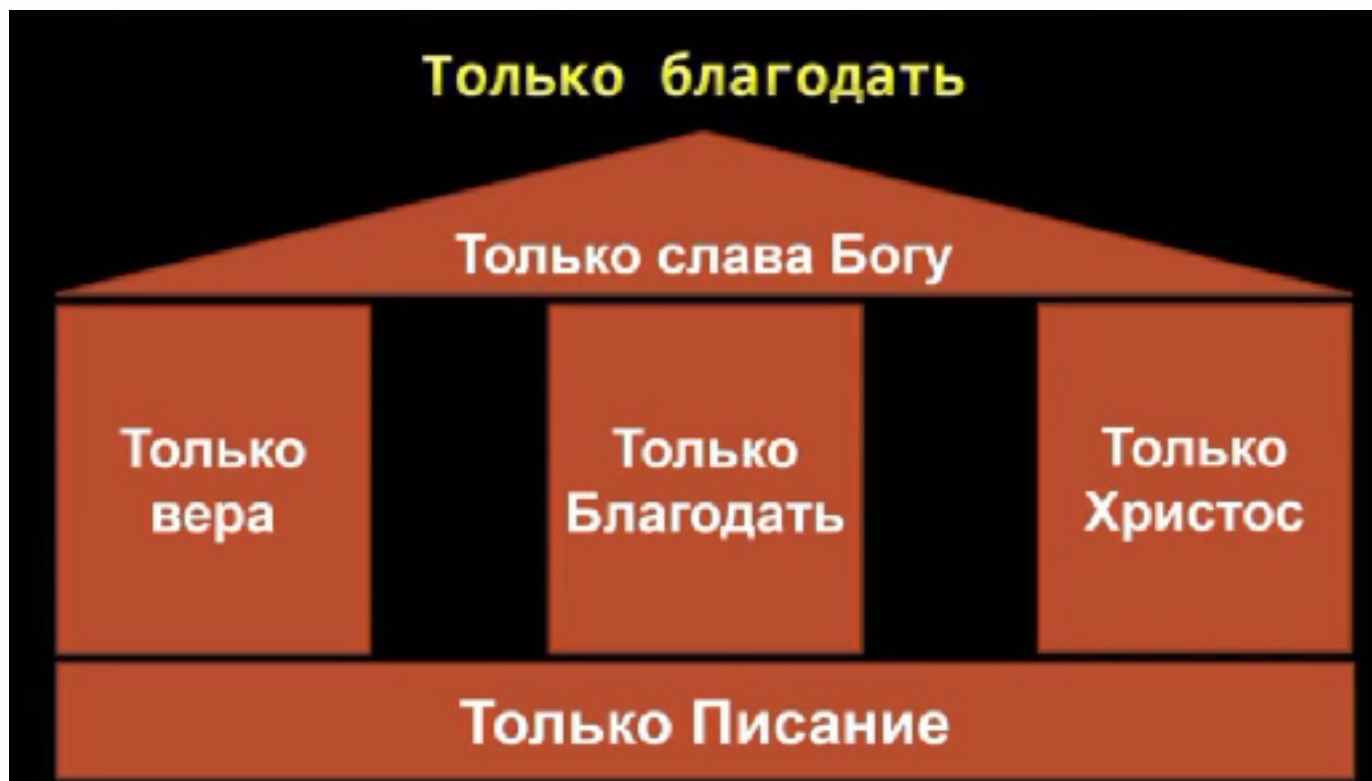 Только благодать
Только слава Богу
Только
вера
Только
Благодать
Только
Христос
Только Писание